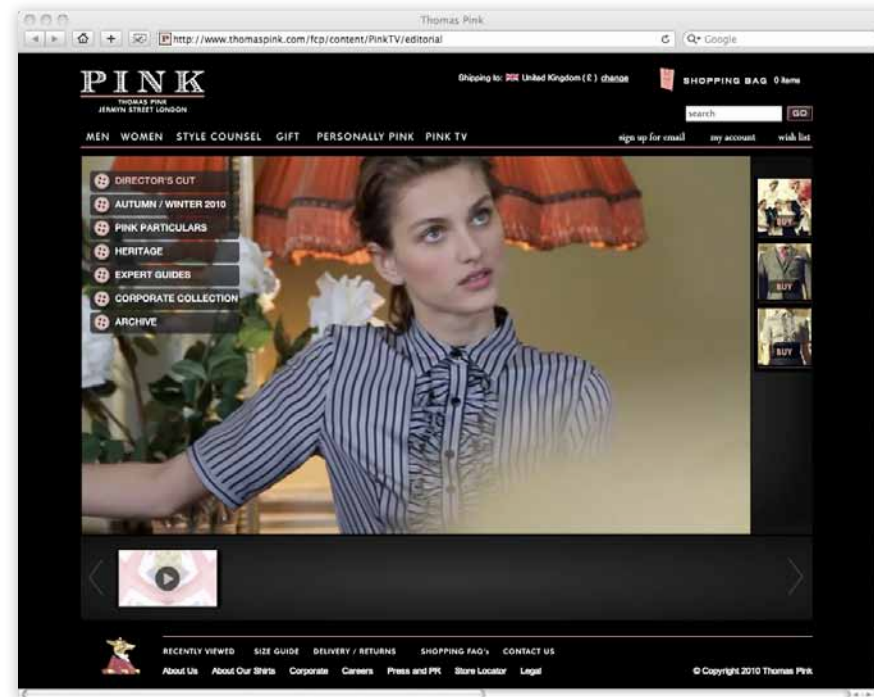 Thomas Pink
http://www.thomaspink.com/fcp/content/PinkTV/editorial
Google
PINK
THOMAS PINK
JERMYN STREET LONDON
Shipping to: United Kingdom ( £ ) change
SHOPPING BAG 0 items
search GO
MEN WOMEN STYLE COUNSEL GIFT PERSONALLY PINK PINK TV
sign up for email my account wish list
DIRECTOR'S CUT
AUTUMN / WINTER 2010
PINK PARTICULARS
HERITAGE
EXPERT GUIDES
CORPORATE COLLECTION
ARCHIVE
BUY
BUY
BUY
RECENTLY VIEWED SIZE GUIDE DELIVERY / RETURNS SHOPPING FAQ's CONTACT US
About Us About Our Shirts Corporate Careers Press and PR Store Locator Legal
© Copyright 2010 Thomas Pink